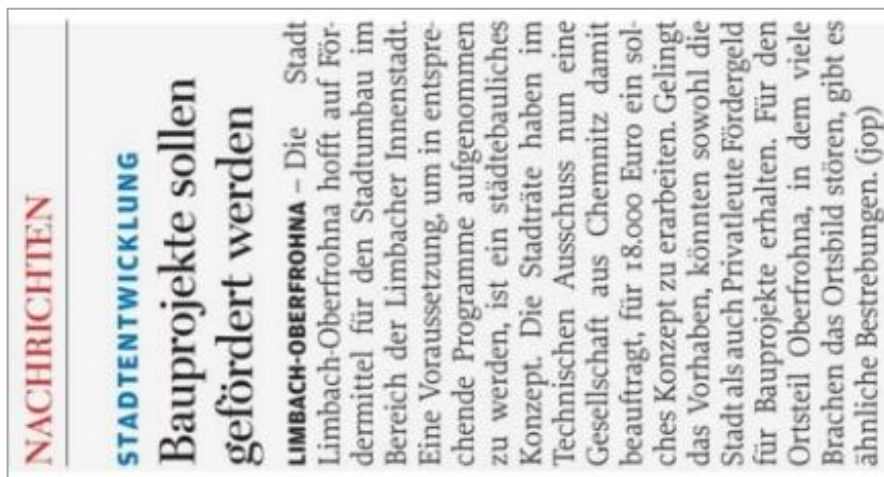 NACHRICHTEN
STADTENTWICKLUNG
Bauprojekte sollen
gefördert werden
LIMBACH-OBERFROHNA – Die Stadt
Limbach-Oberfrohna hofft auf För-
dermittel für den Stadtumbau im
Bereich der Limbacher Innenstadt.
Eine Voraussetzung, um in entspre-
chende Programme aufgenommen
zu werden, ist ein städtebauliches
Konzept. Die Stadträte haben im
Technischen Ausschuss nun eine
Gesellschaft aus Chemnitz damit
beauftragt, für 18.000 Euro ein sol-
ches Konzept zu erarbeiten. Gelingt
das Vorhaben, könnten sowohl die
Stadt als auch Privatleute Fördergeld
für Bauprojekte erhalten. Für den
Ortsteil Oberfrohna, in dem viele
Brachen das Ortsbild stören, gibt es
ähnliche Bestrebungen. (jop)